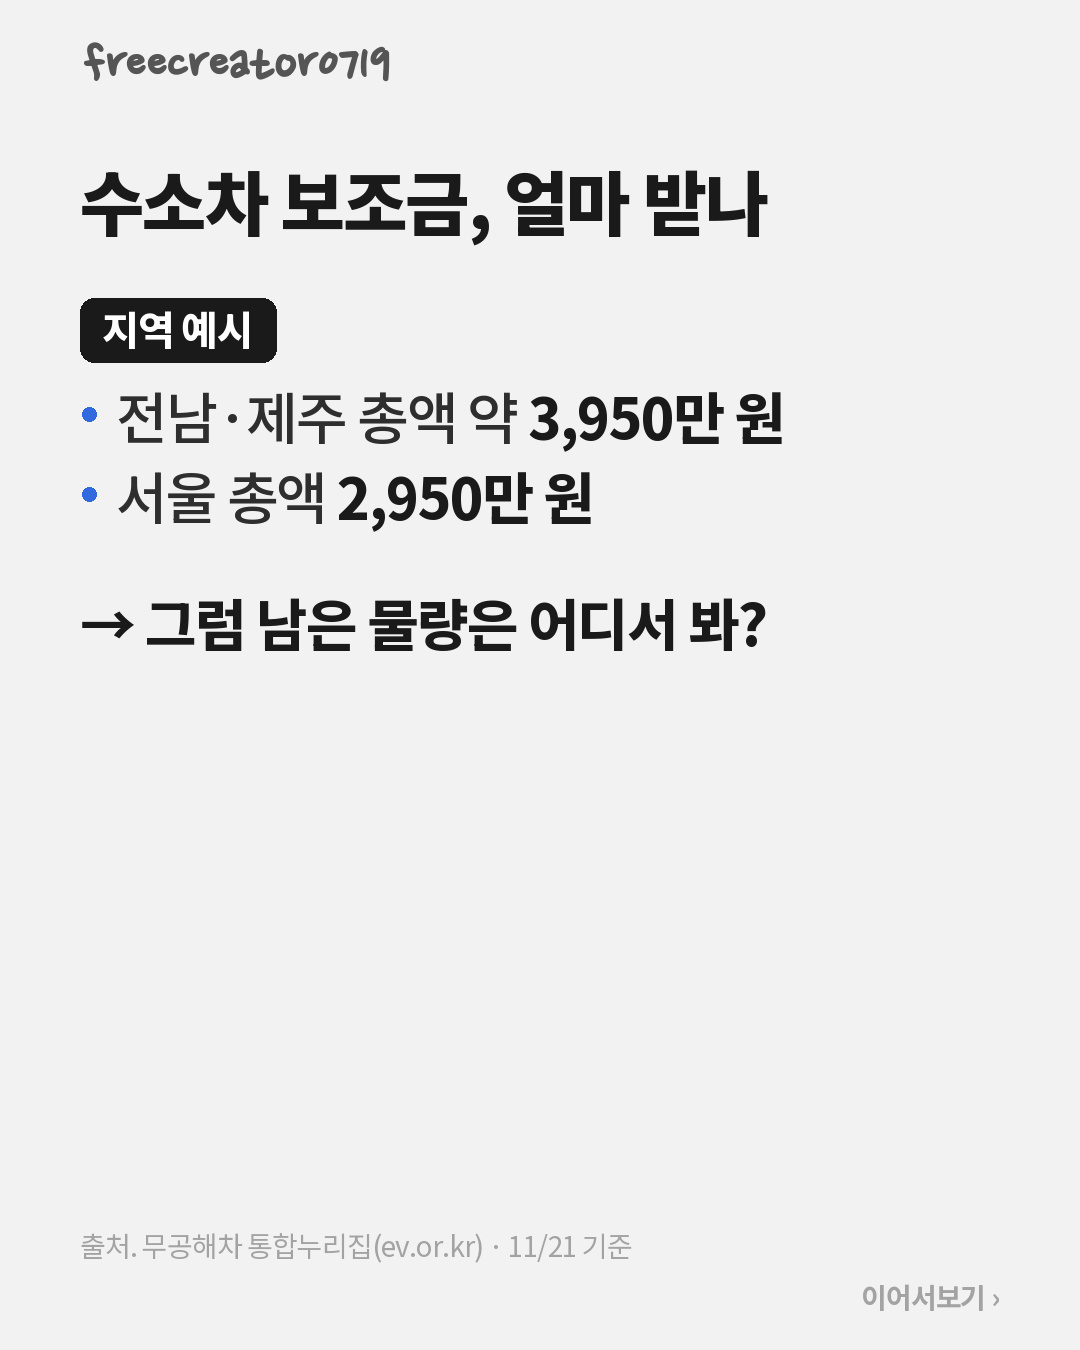 freecreator0719
수소차 보조금, 얼마 받나
지역 예시
• 전남·제주 총액 약 3,950만 원
• 서울 총액 2,950만 원
→ 그럼 남은 물량은 어디서 봐?
출처. 무공해차 통합누리집(ev.or.kr) · 11/21 기준
이어서보기 ›